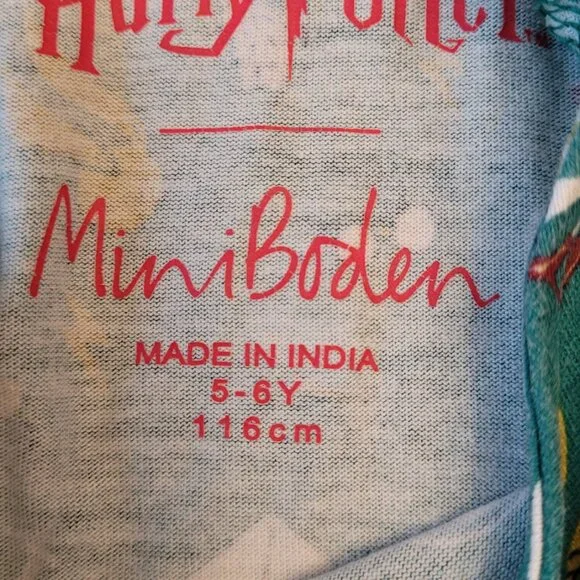 Harry Potter
MiniBoden
MADE IN INDIA
5-6Y
116cm